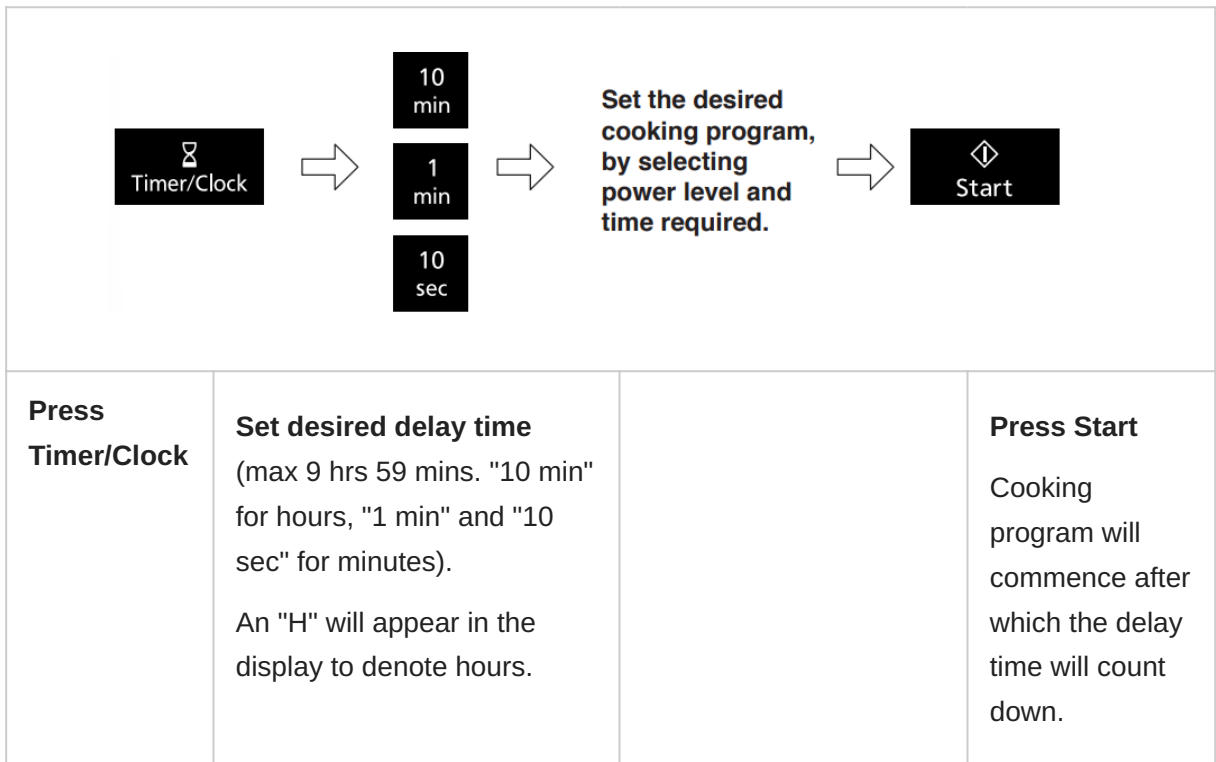 10
min
Timer/Clock
1
min
10
sec
Set the desired
cooking program,
by selecting
power level and
time required.
Start
Press
Timer/Clock
Set desired delay time
(max 9 hrs 59 mins. "10 min"
for hours, "1 min" and "10
sec" for minutes).
An "H" will appear in the
display to denote hours.
Press Start
Cooking
program will
commence after
which the delay
time will count
down.